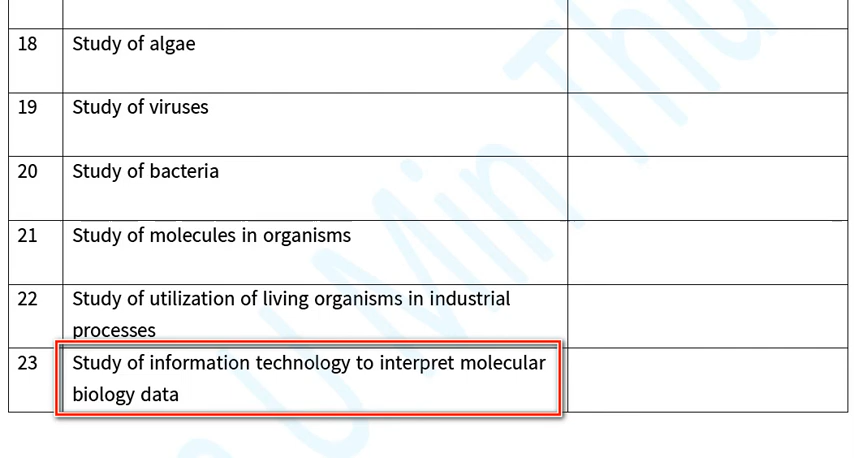 18 Study of algae
19 Study of viruses
20 Study of bacteria
21 Study of molecules in organisms
22 Study of utilization of living organisms in industrial
processes
23 Study of information technology to interpret molecular
biology data
U Min Thu